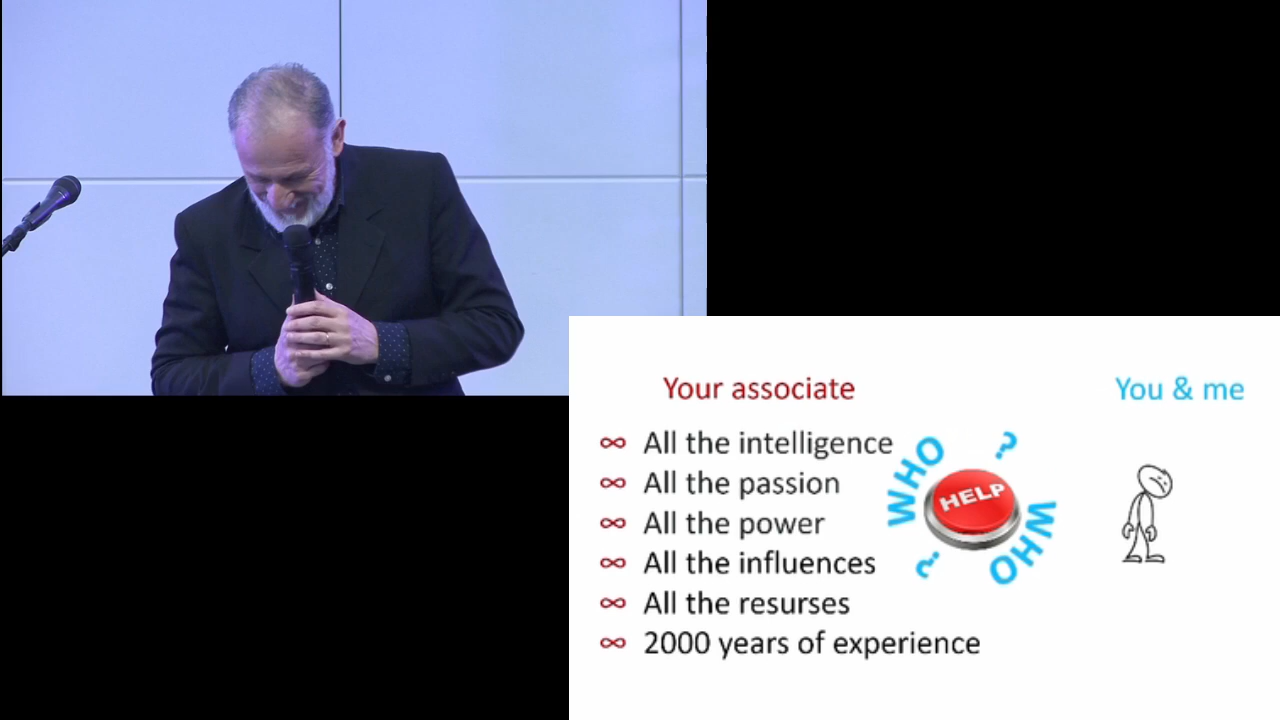 Your associate
You & me
∞ All the intelligence
∞ All the passion
∞ All the power
∞ All the influences
∞ All the resurses
∞ 2000 years of experience
WHO ?
HELP
WHO ?